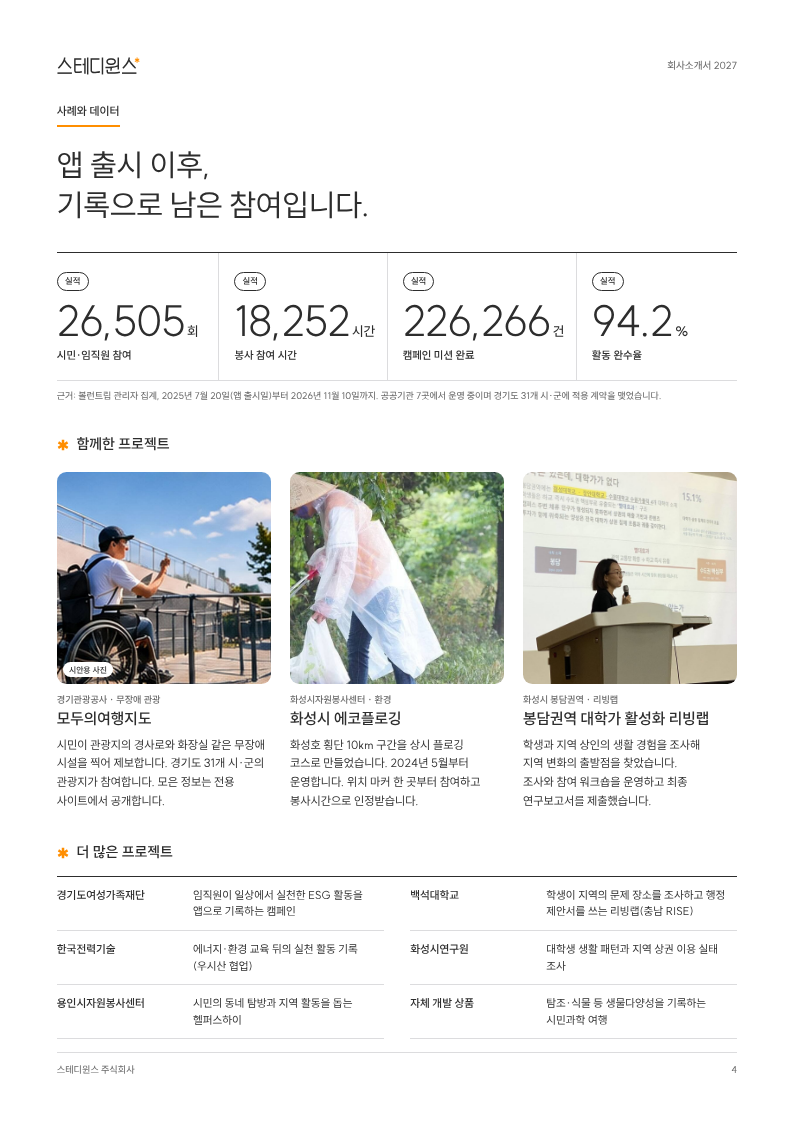 스테디원스
회사소개서 2027
사례와 데이터
앱 출시 이후,
기록으로 남은 참여입니다.
실적
26,505회
시민·임직원 참여
실적
18,252시간
봉사 참여 시간
실적
226,266건
캠페인 미션 완료
실적
94.2%
활동 완수율
근거: 볼런트립 관리자 집계, 2025년 7월 20일(앱 출시일)부터 2026년 11월 10일까지. 공공기관 7곳에서 운영 중이며 경기도 31개 시·군에 적용 계약을 맺었습니다.
함께한 프로젝트
시안용 사진
경기관광공사 · 무장애 관광
모두의여행지도
시민이 관광지의 경사로와 화장실 같은 무장애
시설을 찍어 제보합니다. 경기도 31개 시·군의
관광지가 참여합니다. 모은 정보는 전용
사이트에서 공개합니다.
화성시자원봉사센터 · 환경
화성시 에코플로깅
화성호 횡단 10km 구간을 상시 플로깅
코스로 만들었습니다. 2024년 5월부터
운영합니다. 위치 마커 한 곳부터 참여하고
봉사시간으로 인정받습니다.
있는데, 대학가가 없다
15.1%
봉담
화성시 봉담권역 · 리빙랩
봉담권역 대학가 활성화 리빙랩
학생과 지역 상인의 생활 경험을 조사해
지역 변화의 출발점을 찾았습니다.
조사와 참여 워크숍을 운영하고 최종
연구보고서를 제출했습니다.
더 많은 프로젝트
경기도여성가족재단
임직원이 일상에서 실천한 ESG 활동을
앱으로 기록하는 캠페인
백석대학교
학생이 지역의 문제 장소를 조사하고 행정
제안서를 쓰는 리빙랩(충남 RISE)
한국전력기술
에너지·환경 교육 뒤의 실천 활동 기록
(우시산 협업)
화성시연구원
대학생 생활 패턴과 지역 상권 이용 실태
조사
용인시자원봉사센터
시민의 동네 탐방과 지역 활동을 돕는
헬퍼스하이
자체 개발 상품
탐조·식물 등 생물다양성을 기록하는
시민과학 여행
스테디원스 주식회사
4